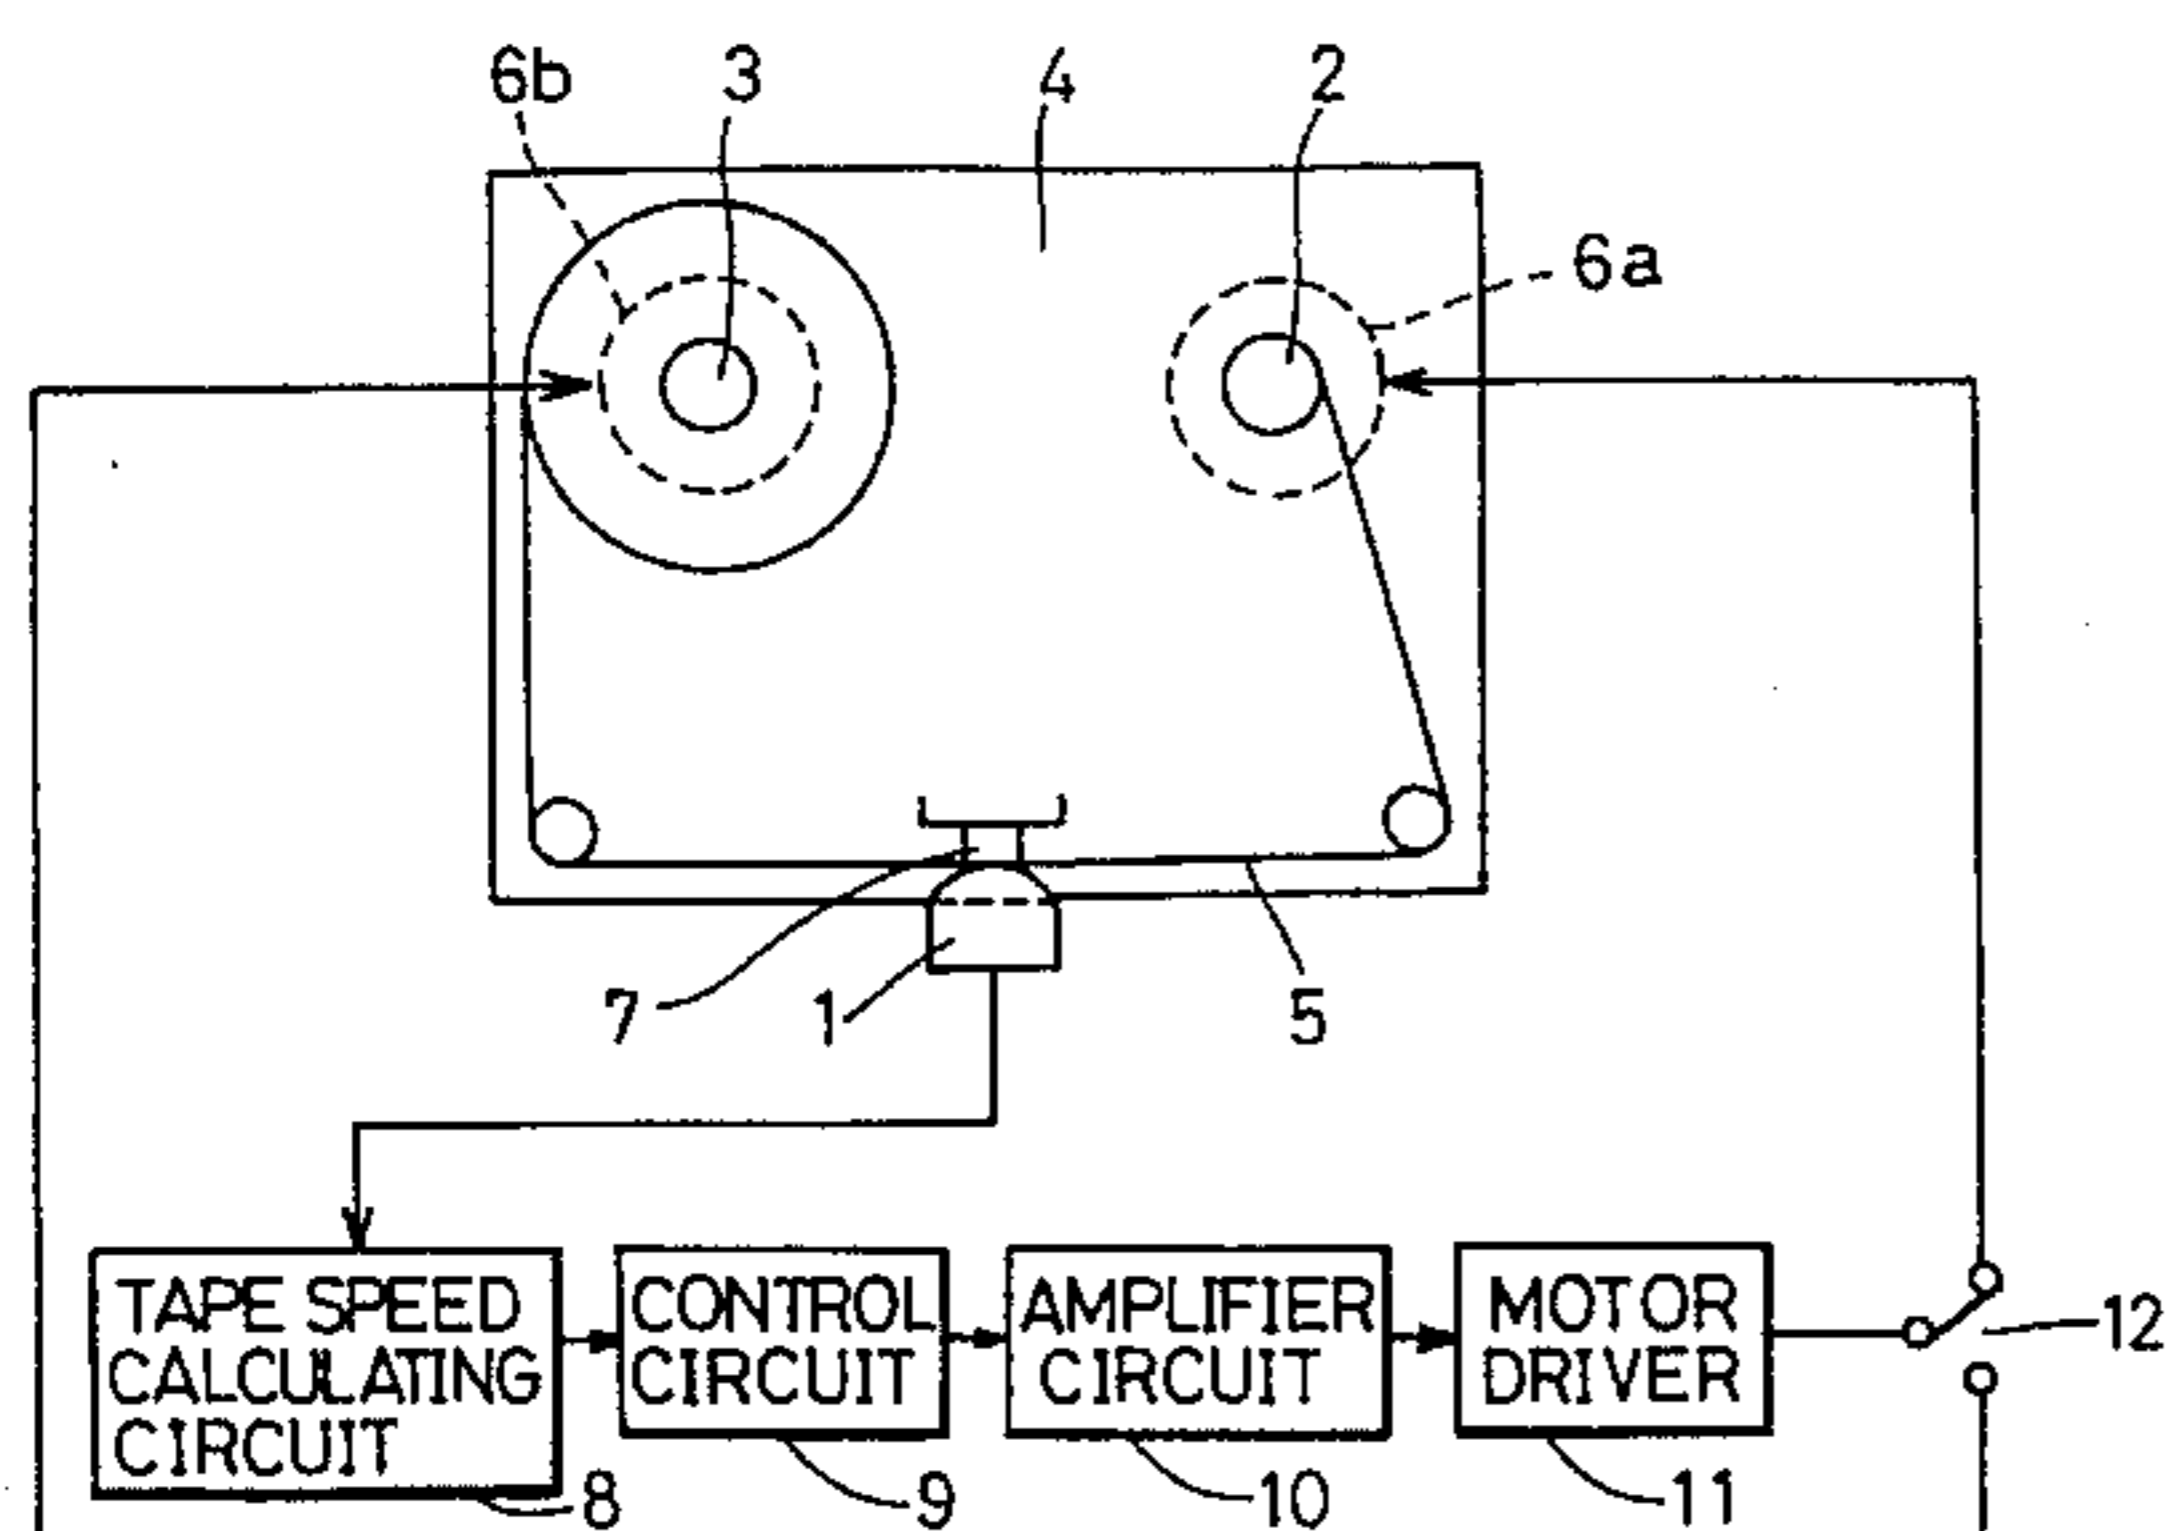 6b 3 4 2
6a
7 1 5
TAPE SPEED
CALCULATING
CIRCUIT
CONTROL
CIRCUIT
AMPLIFIER
CIRCUIT
MOTOR
DRIVER
12
8 9 10 11